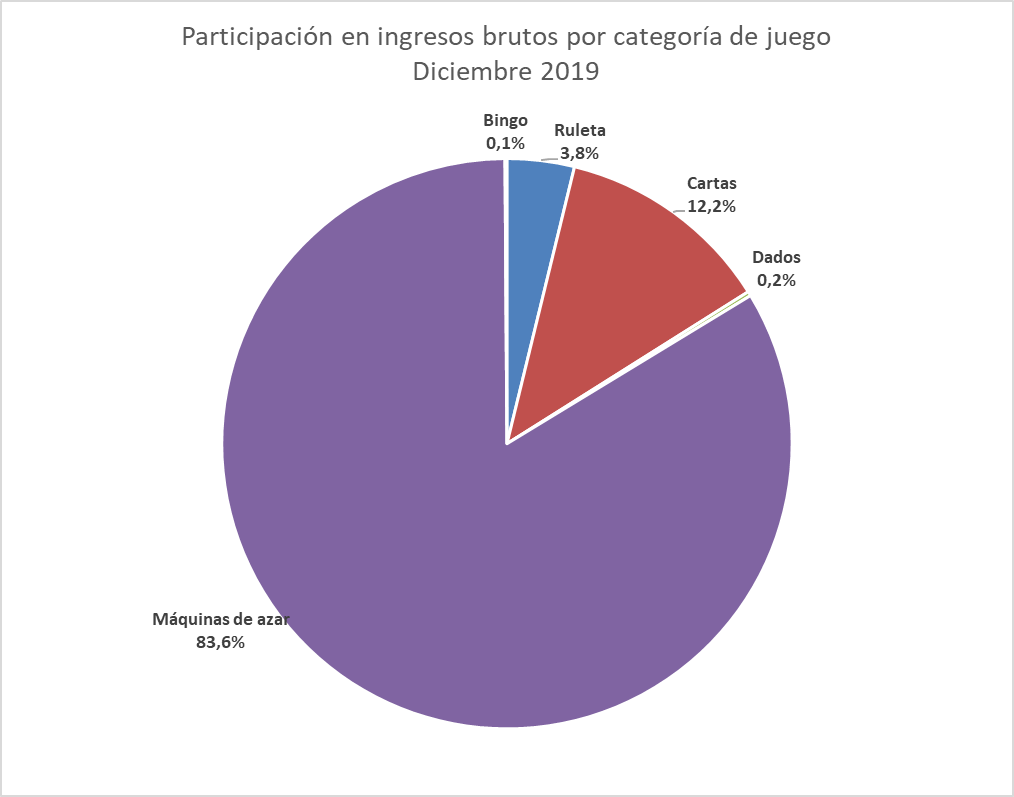 Participación en ingresos brutos por categoría de juego
Diciembre 2019
Bingo
0,1%
Ruleta
3,8%
Cartas
12,2%
Dados
0,2%
Máquinas de azar
83,6%